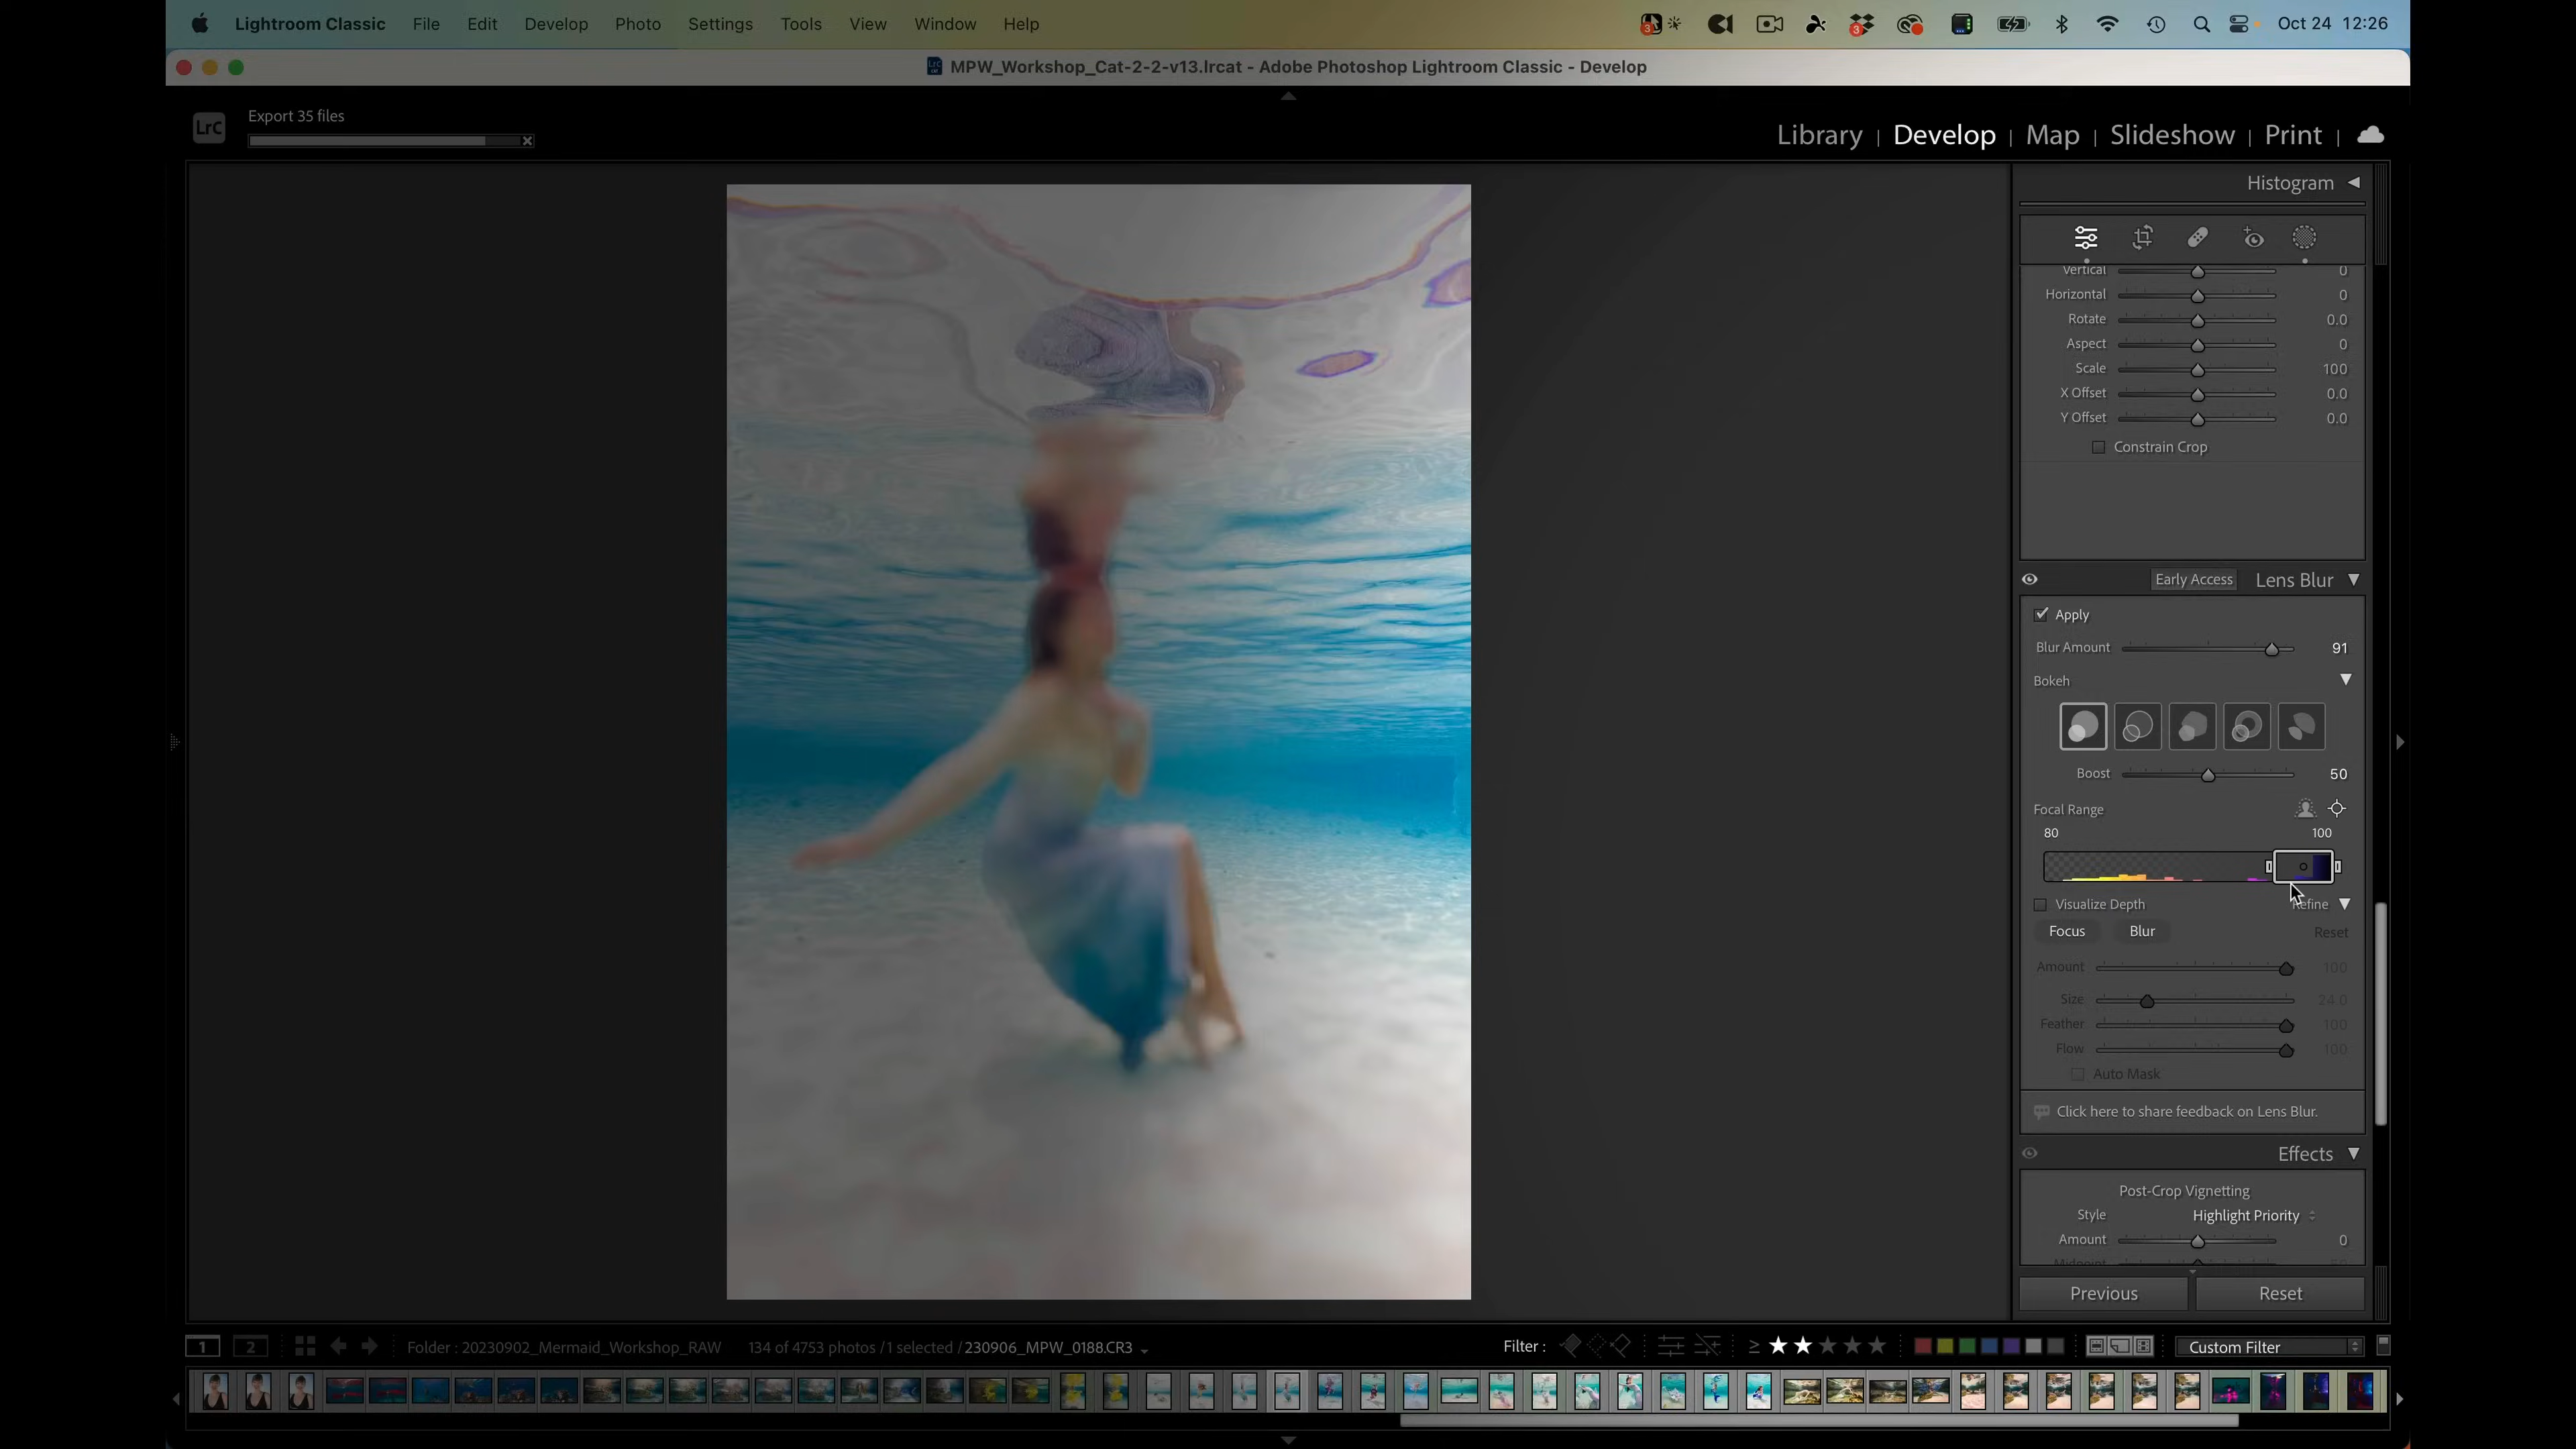 Lightroom Classic File Edit Develop Photo Settings Tools View Window Help 3 3 Oct 24 12:26
LrC MPW_Workshop_Cat-2-2-v13.lrcat - Adobe Photoshop Lightroom Classic - Develop
LrC Export 35 files
Library | Develop | Map | Slideshow | Print |
Histogram
Vertical 0
Horizontal 0
Rotate 0.0
Aspect 0
Scale 100
X Offset 0.0
Y Offset 0.0
Constrain Crop
Early Access Lens Blur
Apply
Blur Amount 91
Bokeh
Boost 50
Focal Range
80 100
Visualize Depth Refine
Focus Blur Reset
Amount 100
Size 24.0
Feather 100
Flow 100
Auto Mask
Click here to share feedback on Lens Blur.
Effects
Post-Crop Vignetting
Style Highlight Priority
Amount 0
Midpoint
Previous Reset
1 2 Folder : 20230902_Mermaid_Workshop_RAW 134 of 4753 photos /1 selected /230906_MPW_0188.CR3 Filter : ≥ ★★★★★ Custom Filter